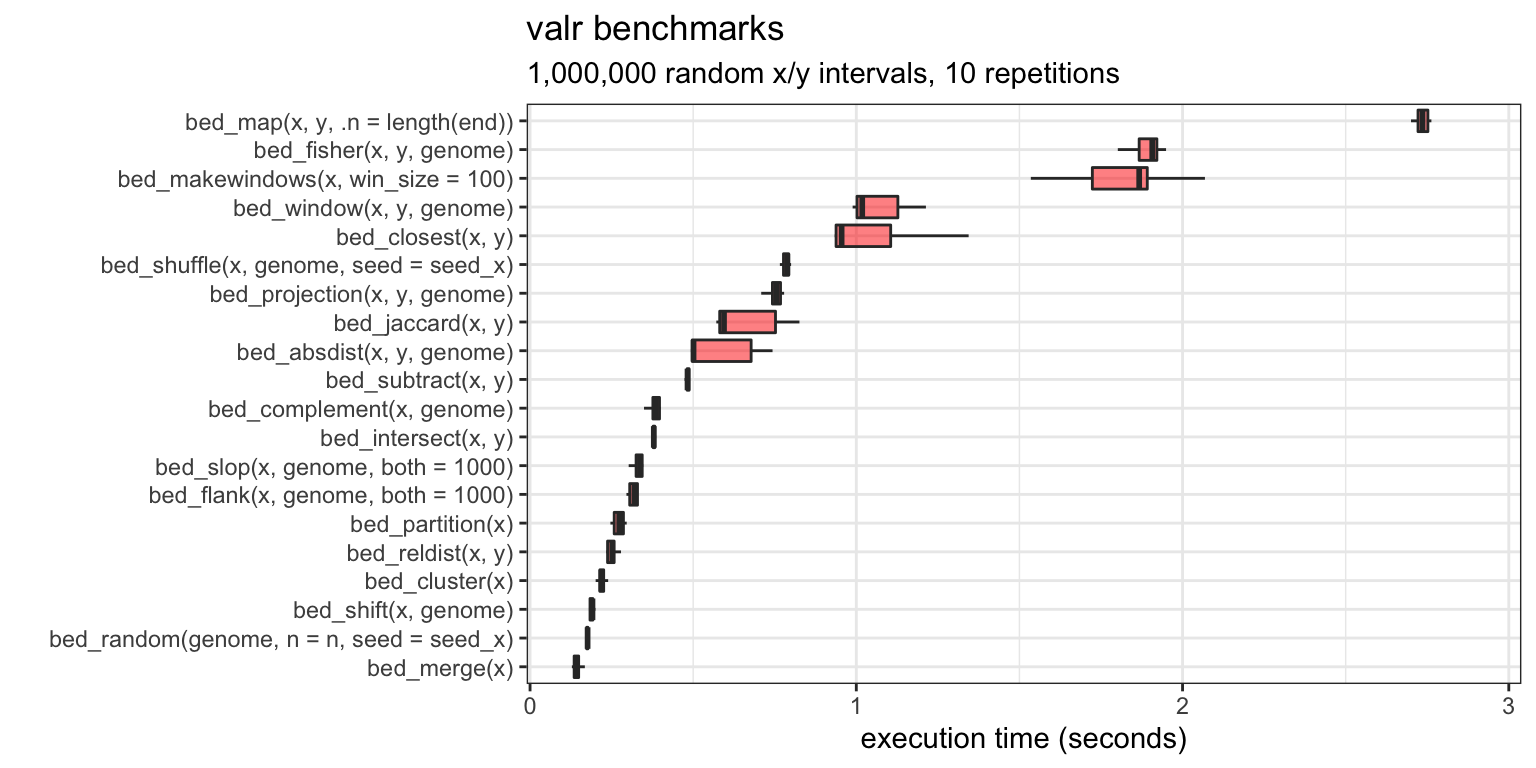 valr benchmarks
1,000,000 random x/y intervals, 10 repetitions
bed_map(x, y, .n = length(end))
bed_fisher(x, y, genome)
bed_makewindows(x, win_size = 100)
bed_window(x, y, genome)
bed_closest(x, y)
bed_shuffle(x, genome, seed = seed_x)
bed_projection(x, y, genome)
bed_jaccard(x, y)
bed_absdist(x, y, genome)
bed_subtract(x, y)
bed_complement(x, genome)
bed_intersect(x, y)
bed_slop(x, genome, both = 1000)
bed_flank(x, genome, both = 1000)
bed_partition(x)
bed_reldist(x, y)
bed_cluster(x)
bed_shift(x, genome)
bed_random(genome, n = n, seed = seed_x)
bed_merge(x)
0 1 2 3
execution time (seconds)